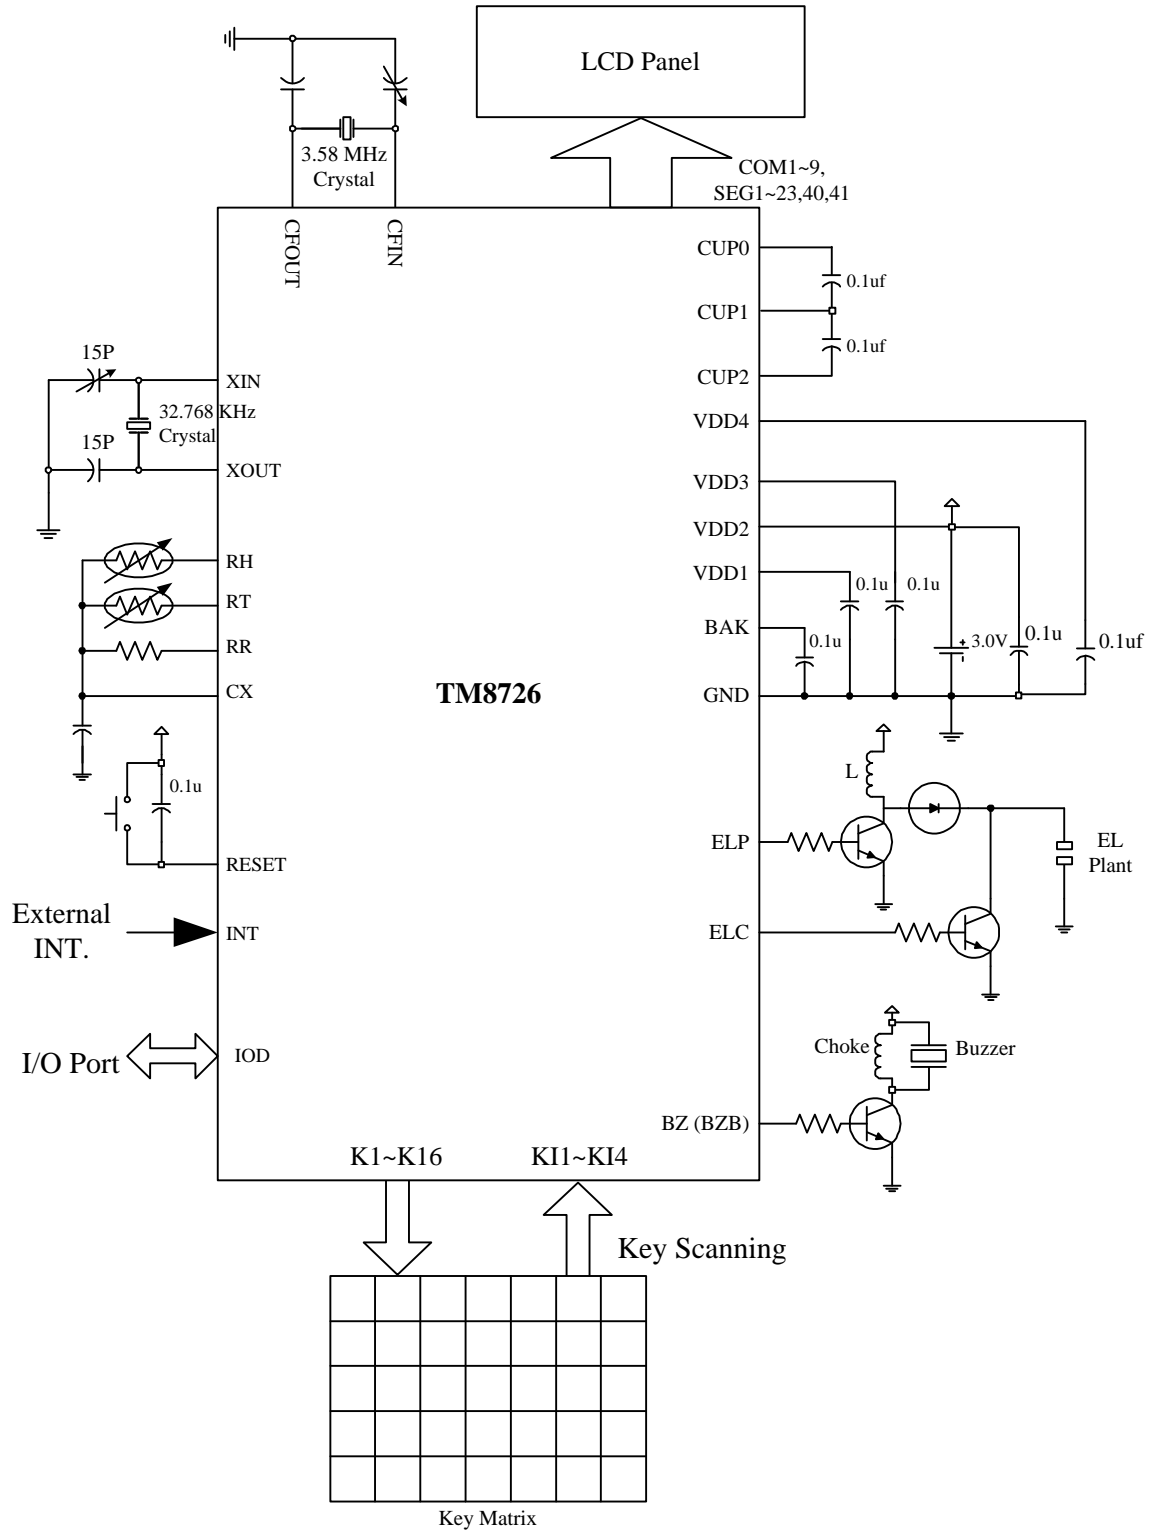 LCD Panel
3.58 MHz
Crystal
COM1~9,
SEG1~23,40,41
CFOUT
CFIN
CUP0
0.1uf
CUP1
0.1uf
CUP2
15P
XIN
32.768 KHz
Crystal
15P
XOUT
VDD4
VDD3
VDD2
VDD1
0.1u
0.1u
BAK
0.1u
3.0V
0.1u
0.1uf
GND
RH
RT
RR
CX
TM8726
0.1u
RESET
L
ELP
EL
Plant
ELC
External
INT.
INT
I/O Port
IOD
Choke
Buzzer
BZ (BZB)
K1~K16
KI1~KI4
Key Scanning
Key Matrix